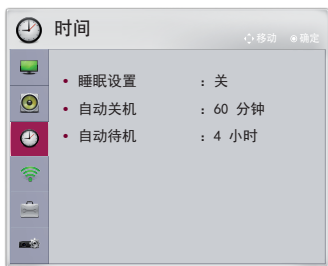 时间
移动 确定
• 睡眠设置 : 关
• 自动关机 : 60 分钟
• 自动待机 : 4 小时